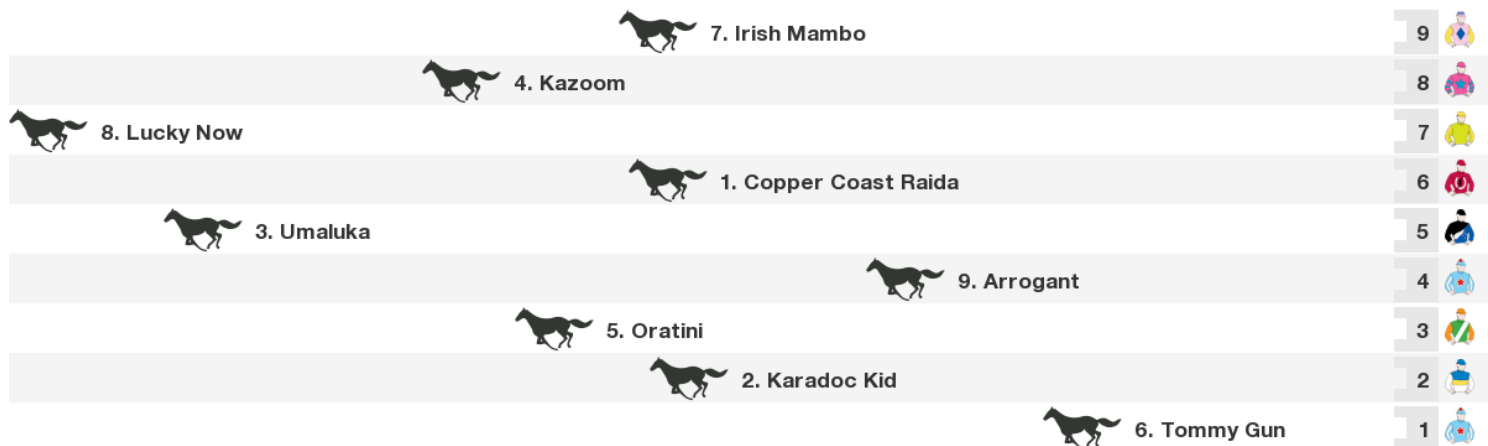 7. Irish Mambo 9
4. Kazoom 8
8. Lucky Now 7
1. Copper Coast Raida 6
3. Umaluka 5
9. Arrogant 4
5. Oratini 3
2. Karadoc Kid 2
6. Tommy Gun 1